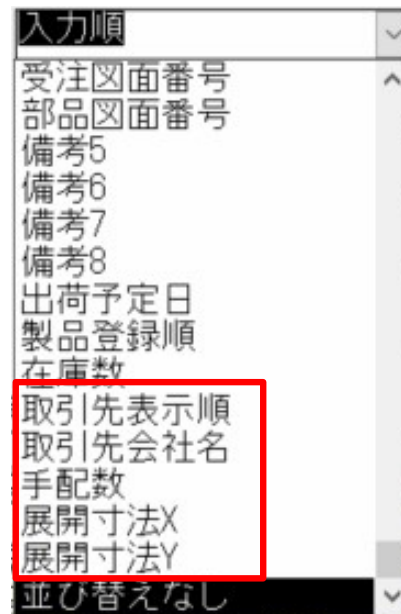 入力順
受注図面番号
部品図面番号
備考5
備考6
備考7
備考8
出荷予定日
製品登録順
在庫数
取引先表示順
取引先会社名
手配数
展開寸法X
展開寸法Y
並び替えなし